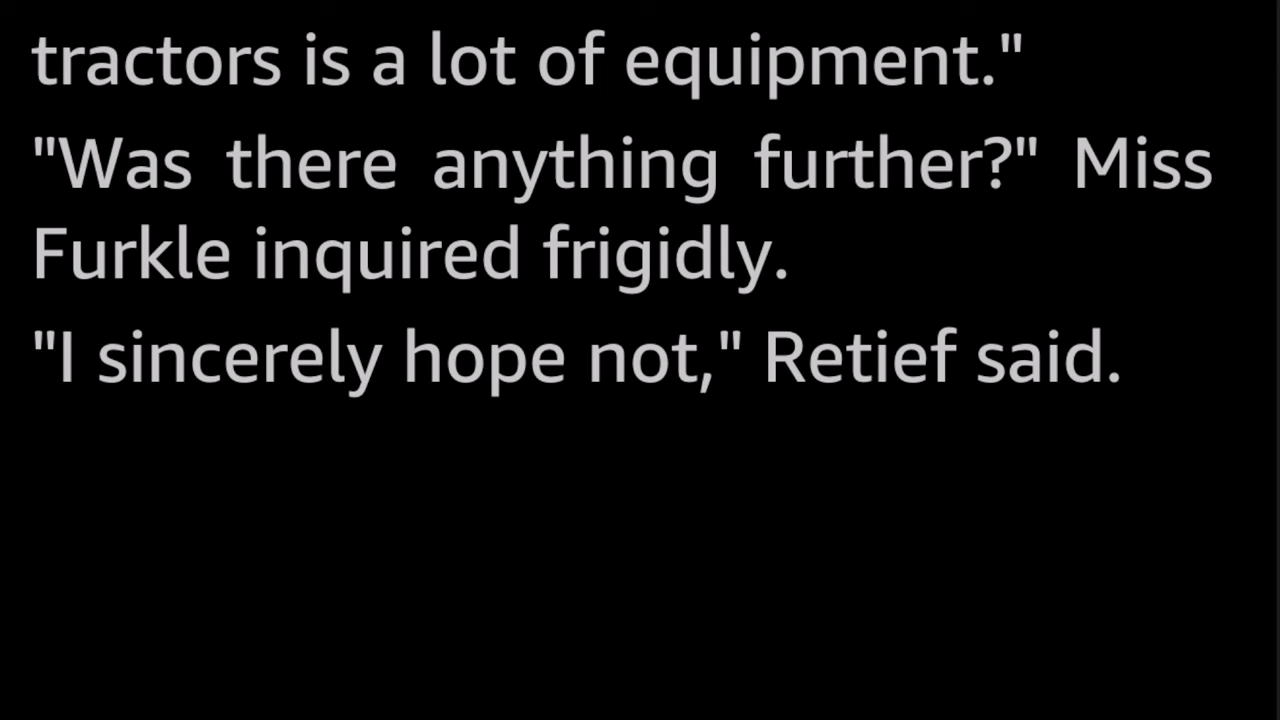 tractors is a lot of equipment."
"Was there anything further?" Miss
Furkle inquired frigidly.
"I sincerely hope not," Retief said.